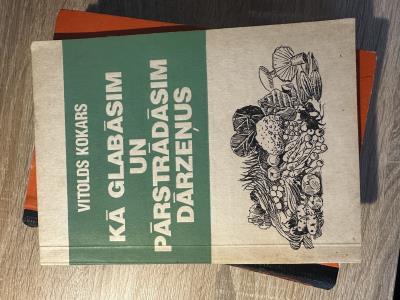 VITOLDS KOKARS
KĀ GLABĀSIM
UN
PĀRSTRĀDĀSIM
DĀRZEŅUS